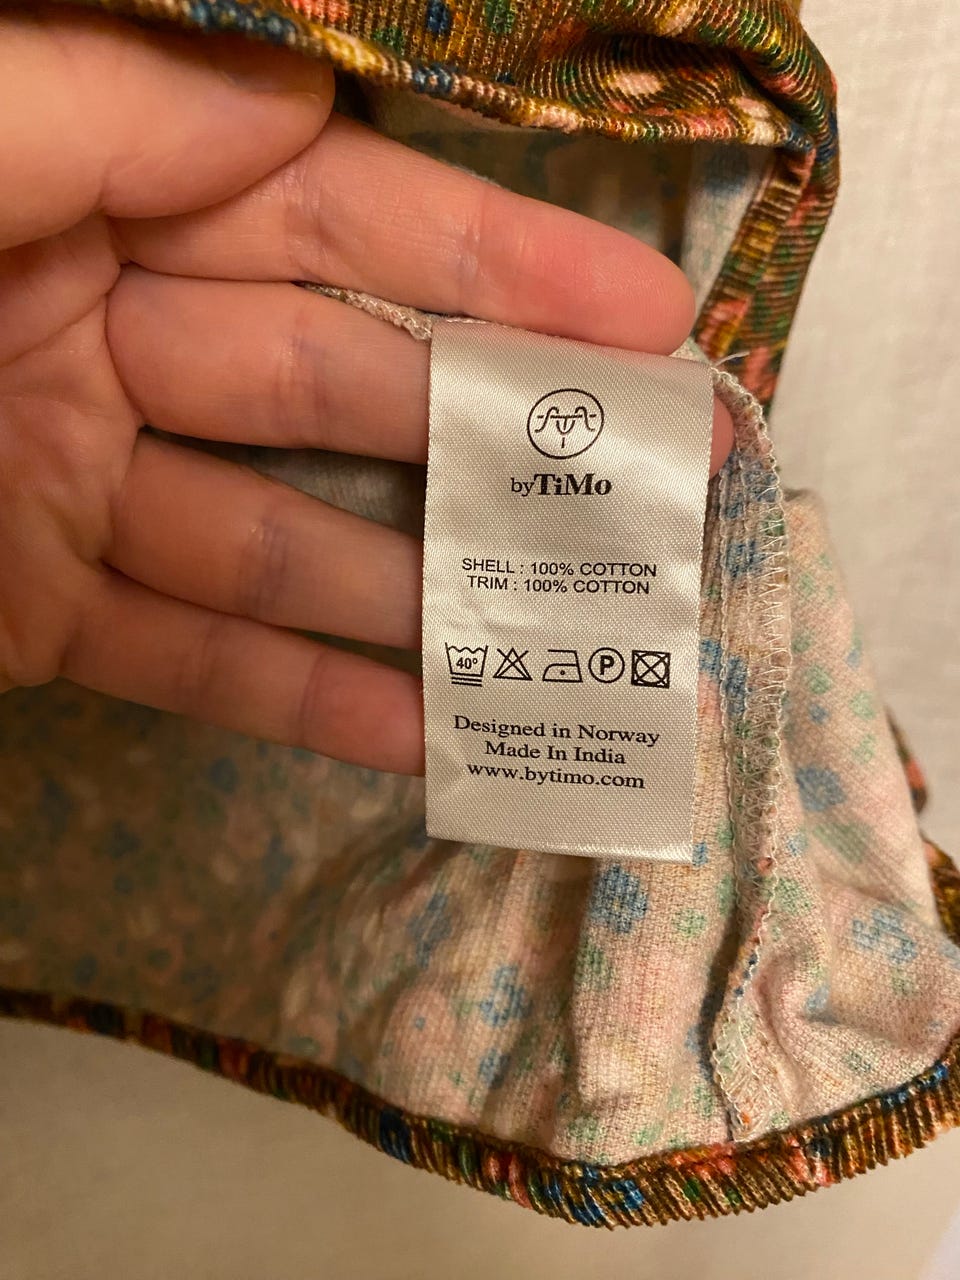 byTiMo
SHELL : 100% COTTON
TRIM : 100% COTTON
40° P
Designed in Norway
Made In India
www.bytimo.com